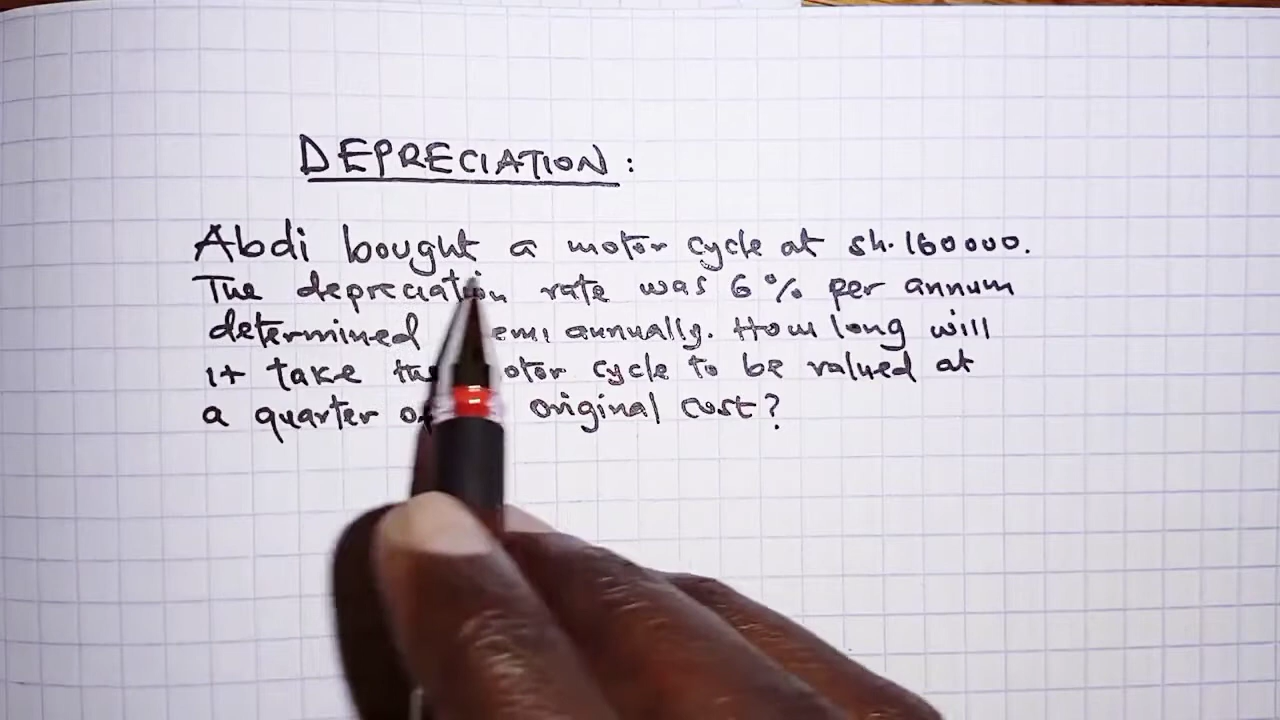 DEPRECIATION:
Abdi bought a motor cycle at sh. 160000.
The depreciation rate was 6% per annum
determined annually. How long will
it take cycle to be valued at
a quarter original cost?